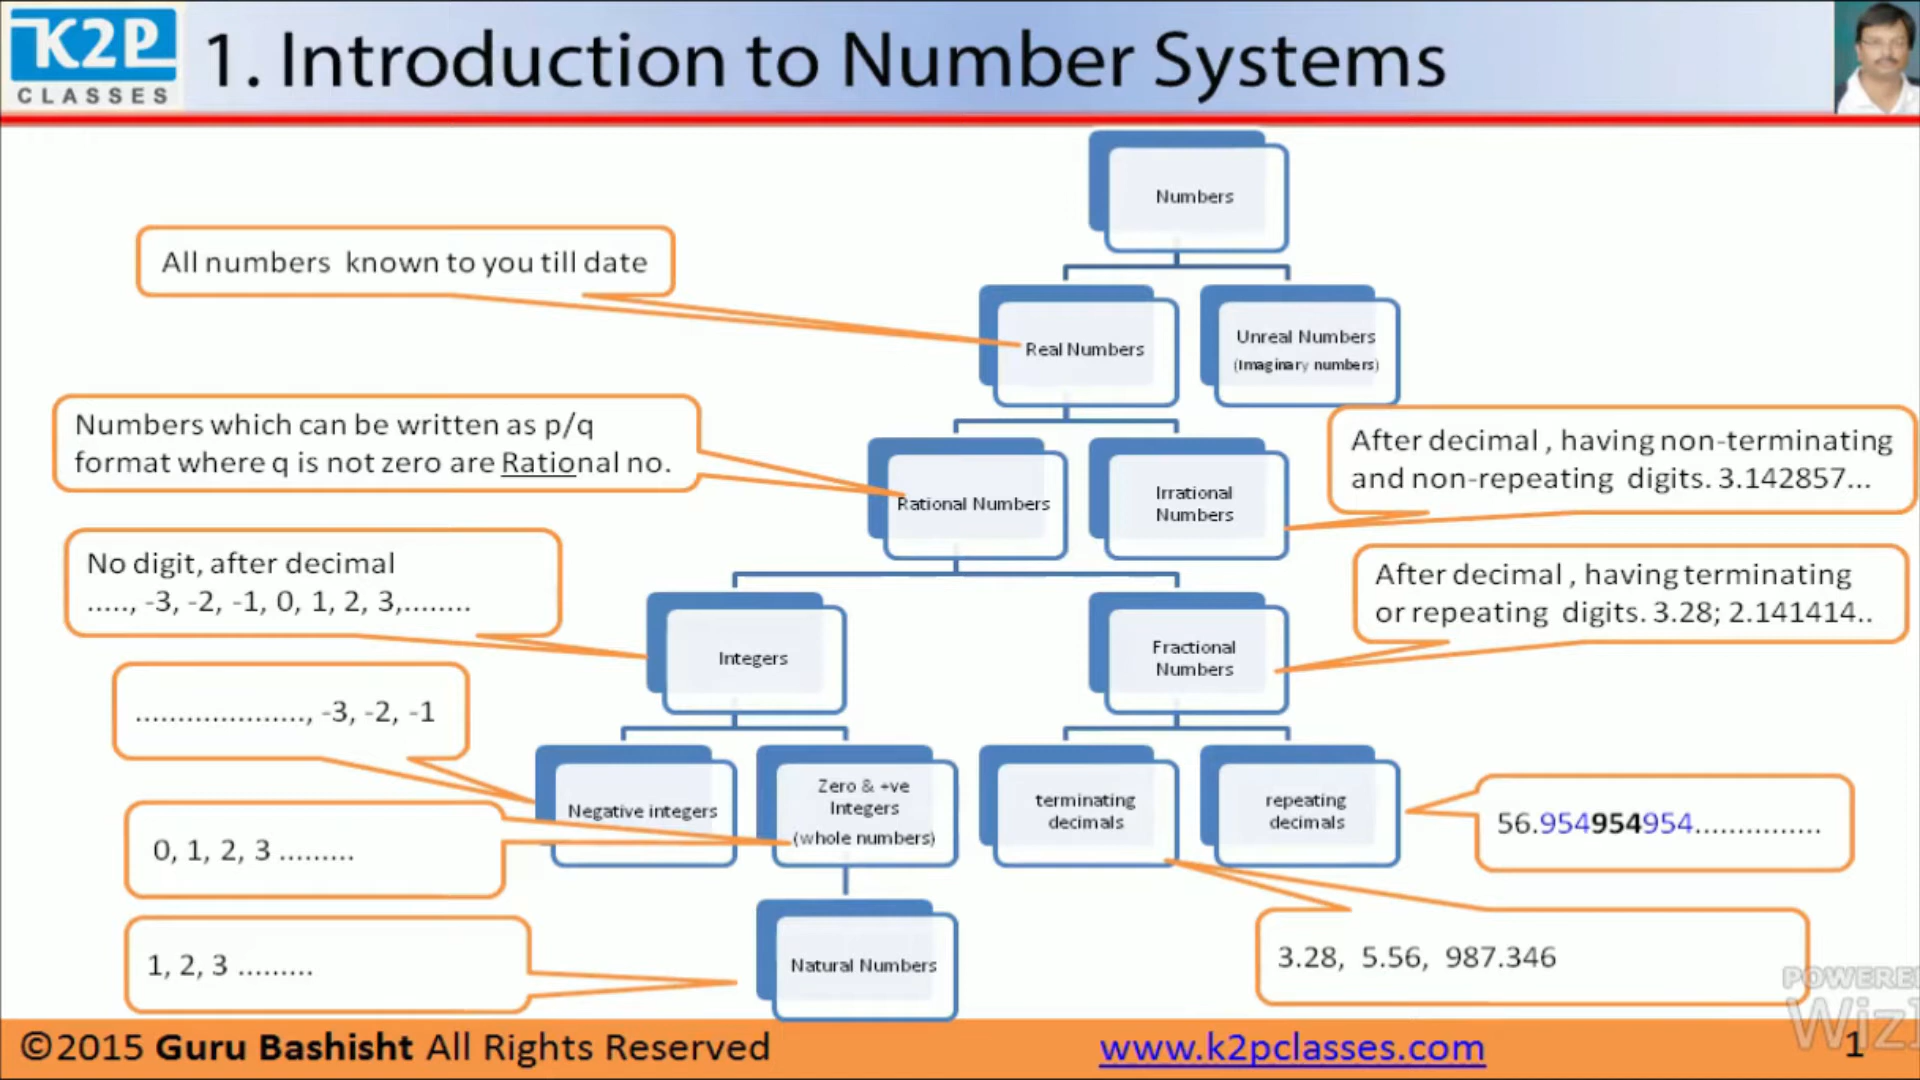 K2P
CLASSES
1. Introduction to Number Systems
Numbers
All numbers known to you till date
Real Numbers
Unreal Numbers
(Imaginary numbers)
Numbers which can be written as p/q
format where q is not zero are Rational no.
Rational Numbers
Irrational
Numbers
After decimal , having non-terminating
and non-repeating digits. 3.142857...
No digit, after decimal
....., -3, -2, -1, 0, 1, 2, 3,........
Integers
Fractional
Numbers
After decimal , having terminating
or repeating digits. 3.28; 2.141414..
...................., -3, -2, -1
Negative integers
Zero & +ve
Integers
(whole numbers)
terminating
decimals
repeating
decimals
56.954954954...............
0, 1, 2, 3 .........
1, 2, 3 .........
Natural Numbers
3.28, 5.56, 987.346
©2015 Guru Bashisht All Rights Reserved
www.k2pclasses.com
1